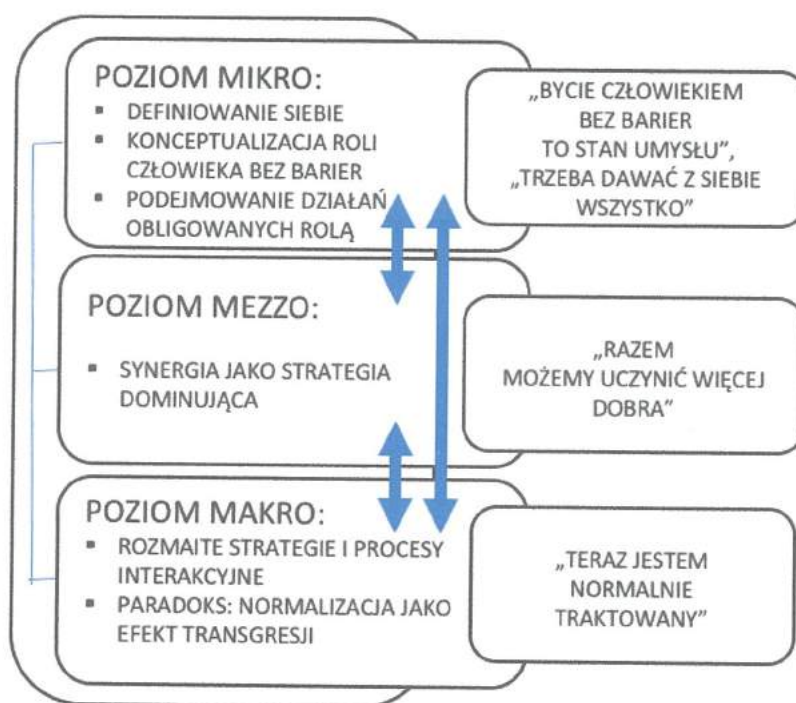 POZIOM MIKRO:
▪ DEFINIOWANIE SIEBIE
▪ KONCEPTUALIZACJA ROLI
CZŁOWIEKA BEZ BARIER
▪ PODEJMOWANIE DZIAŁAŃ
OBLIGOWANYCH ROLĄ
„BYCIE CZŁOWIEKIEM
BEZ BARIER
TO STAN UMYSŁU”,
„TRZEBA DAWAĆ Z SIEBIE
WSZYSTKO”
POZIOM MEZZO:
▪ SYNERGIA JAKO STRATEGIA
DOMINUJĄCA
„RAZEM
MOŻEMY UCZYNIĆ WIĘCEJ
DOBRA”
POZIOM MAKRO:
▪ ROZMAITE STRATEGIE I PROCESY
INTERAKCYJNE
▪ PARADOKS: NORMALIZACJA JAKO
EFEKT TRANSGRESJI
„TERAZ JESTEM
NORMALNIE
TRAKTOWANY”